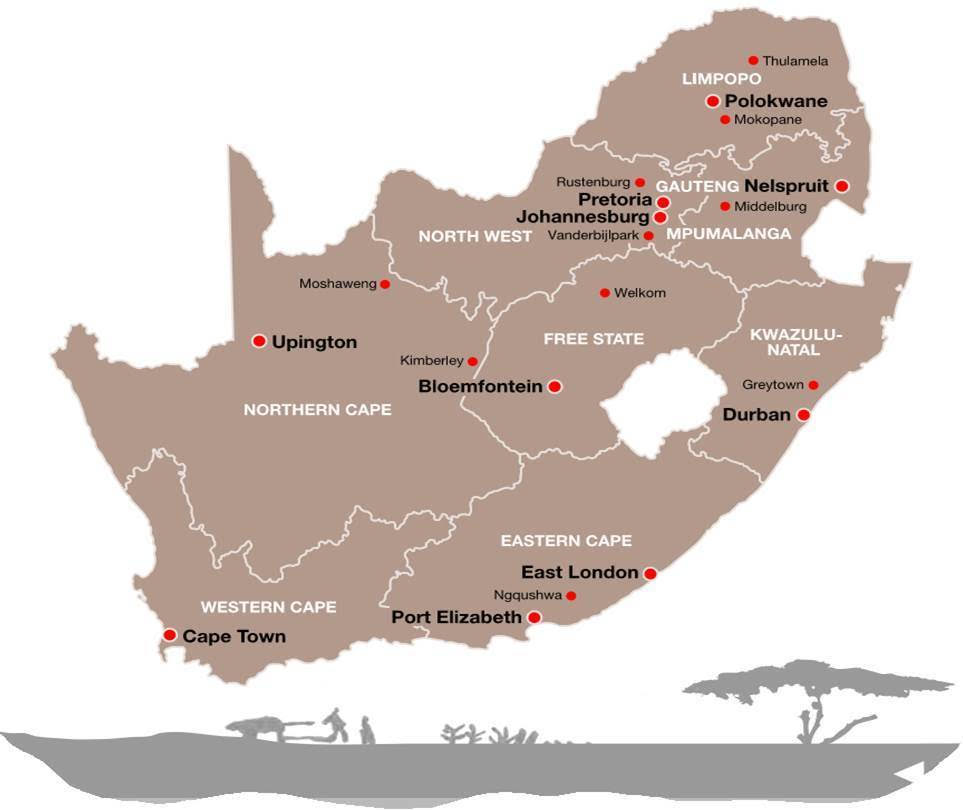 Thulamela
LIMPOPO
Polokwane
Mokopane
Rustenburg
GAUTENG
Nelspruit
Pretoria
Middelburg
Johannesburg
NORTH WEST
Vanderbijlpark
MPUMALANGA
Moshaweng
Welkom
Upington
FREE STATE
KWAZULU-
NATAL
Kimberley
Bloemfontein
Greytown
NORTHERN CAPE
Durban
EASTERN CAPE
East London
Ngqushwa
WESTERN CAPE
Port Elizabeth
Cape Town